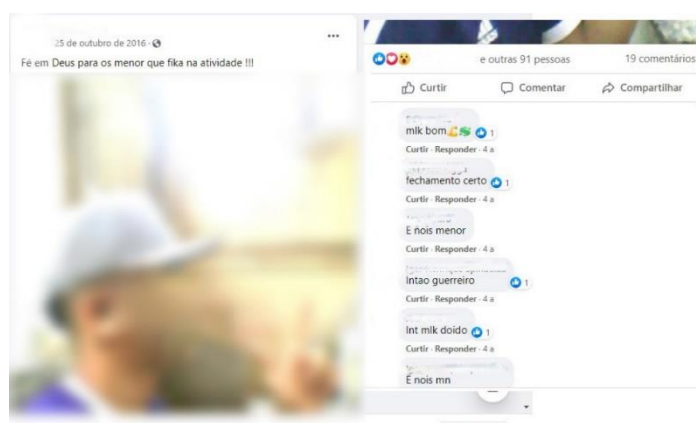 25 de outubro de 2016 ·
Fé em Deus para os menor que fika na atividade !!!
e outras 91 pessoas
19 comentários
Curtir
Comentar
Compartilhar
mlk bom
1
Curtir · Responder · 4 a
fechamento certo
1
Curtir · Responder · 4 a
E nois menor
Curtir · Responder · 4 a
Intao guerreiro
1
Curtir · Responder · 4 a
Int mlk doido
1
Curtir · Responder · 4 a
É nois mn